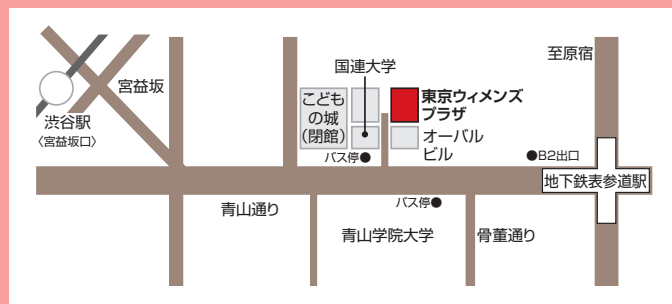 至原宿
国連大学
宮益坂
こども
の城
(閉館)
東京ウィメンズ
プラザ
渋谷駅
〈宮益坂口〉
オーバル
ビル
バス停●
●B2出口
地下鉄表参道駅
青山通り
バス停●
青山学院大学
骨董通り